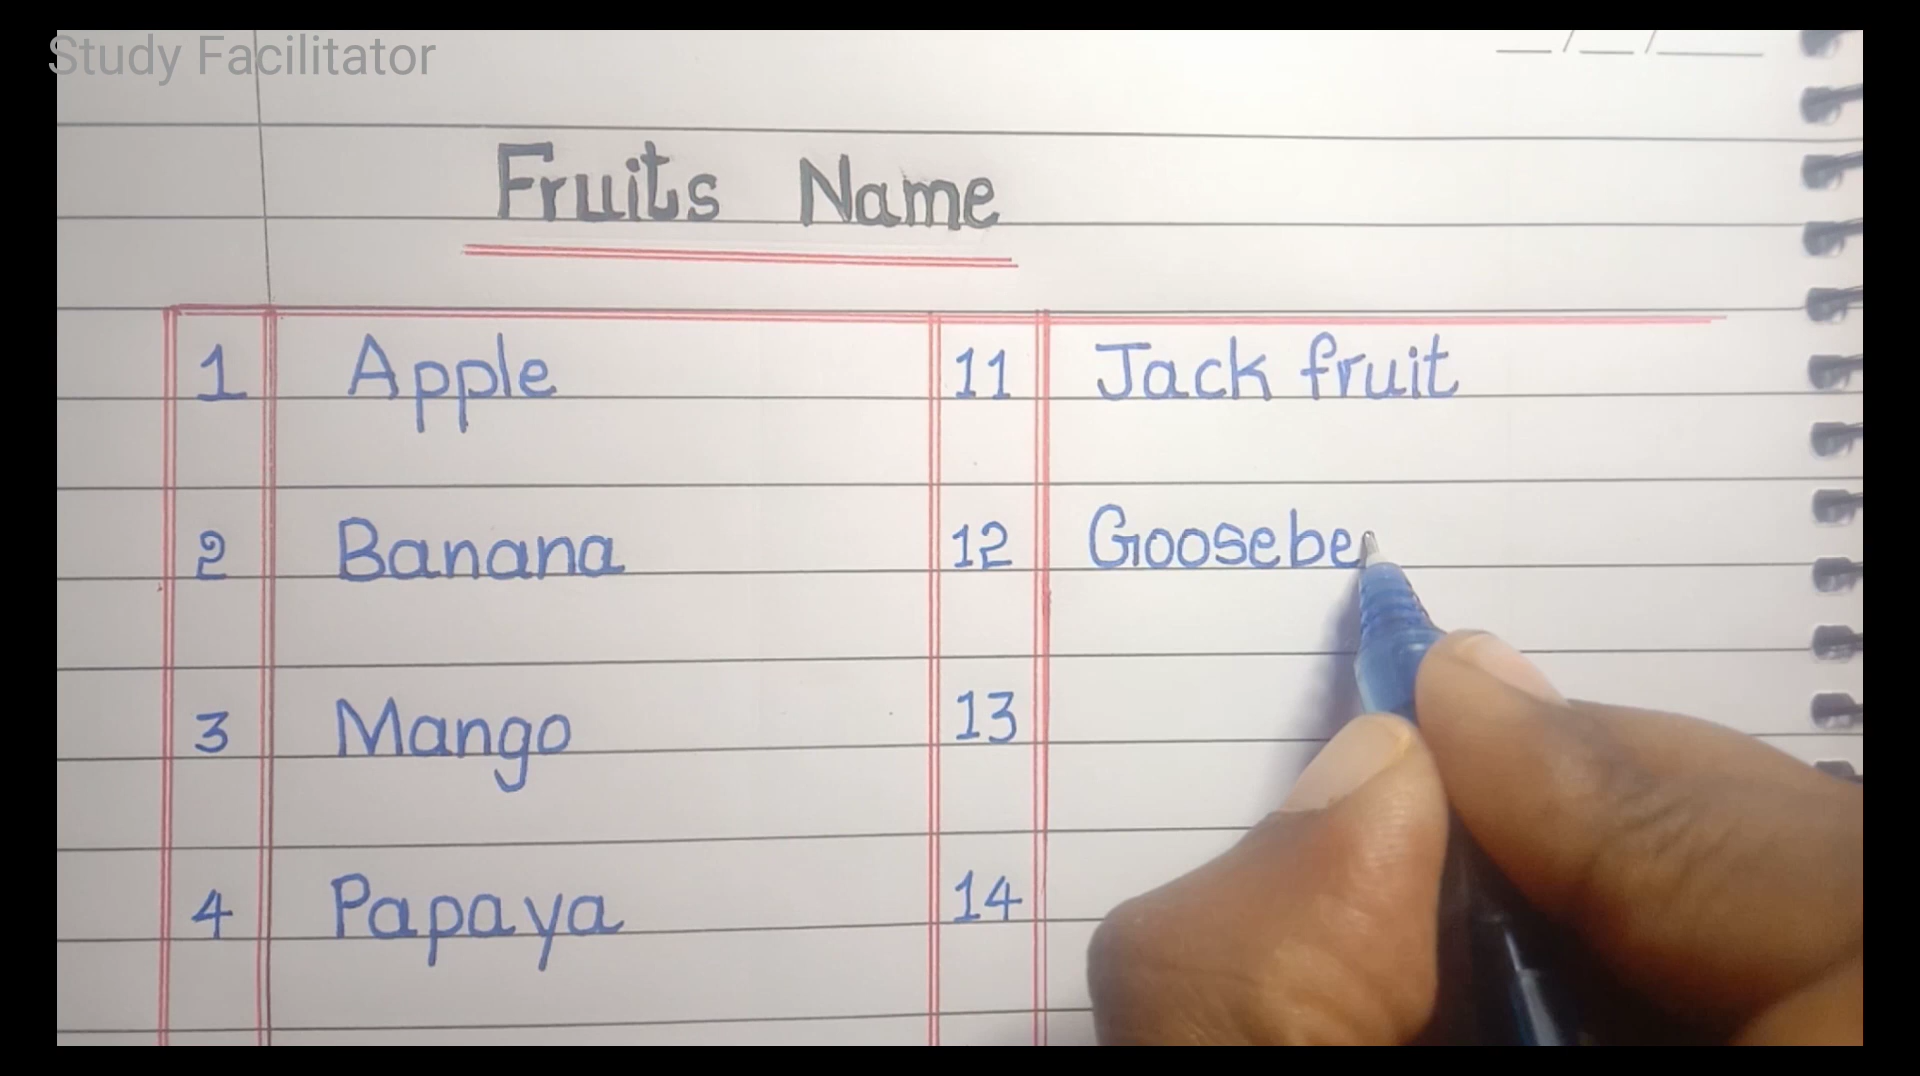 Study Facilitator
Fruits Name
1 Apple 11 Jack fruit
2 Banana 12 Goosebe
3 Mango 13
4 Papaya 14